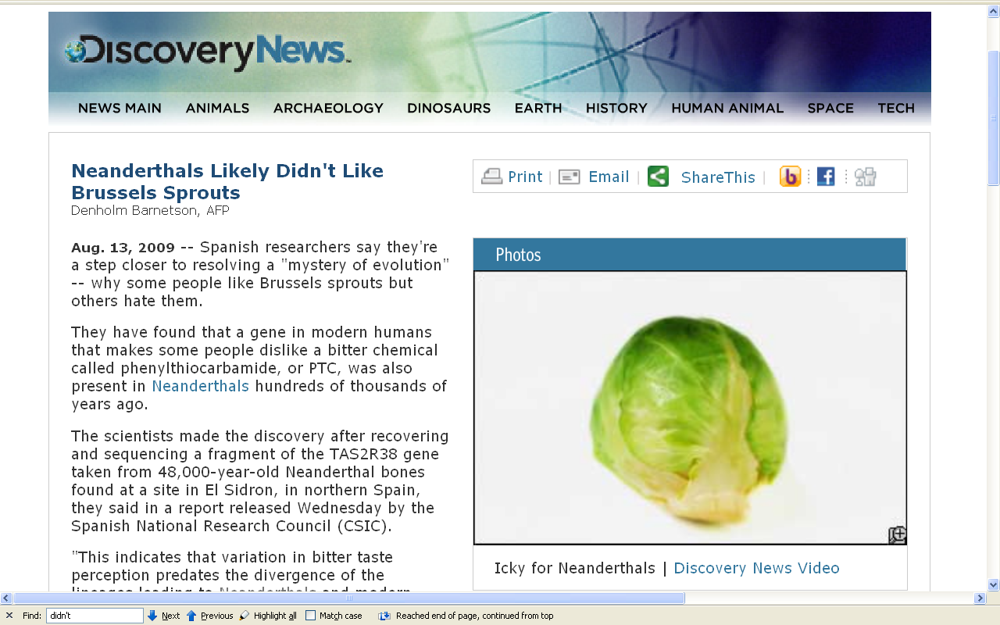 DiscoveryNews
NEWS MAIN ANIMALS ARCHAEOLOGY DINOSAURS EARTH HISTORY HUMAN ANIMAL SPACE TECH
Neanderthals Likely Didn't Like
Brussels Sprouts
Denholm Barnetson, AFP
Print | Email | ShareThis |
Aug. 13, 2009 -- Spanish researchers say they're
a step closer to resolving a "mystery of evolution"
-- why some people like Brussels sprouts but
others hate them.
They have found that a gene in modern humans
that makes some people dislike a bitter chemical
called phenylthiocarbamide, or PTC, was also
present in Neanderthals hundreds of thousands of
years ago.
The scientists made the discovery after recovering
and sequencing a fragment of the TAS2R38 gene
taken from 48,000-year-old Neanderthal bones
found at a site in El Sidron, in northern Spain,
they said in a report released Wednesday by the
Spanish National Research Council (CSIC).
"This indicates that variation in bitter taste
perception predates the divergence of the
lineages leading to Neanderthals and modern
Photos
Icky for Neanderthals | Discovery News Video
Find: didn't Next Previous Highlight all Match case Reached end of page, continued from top